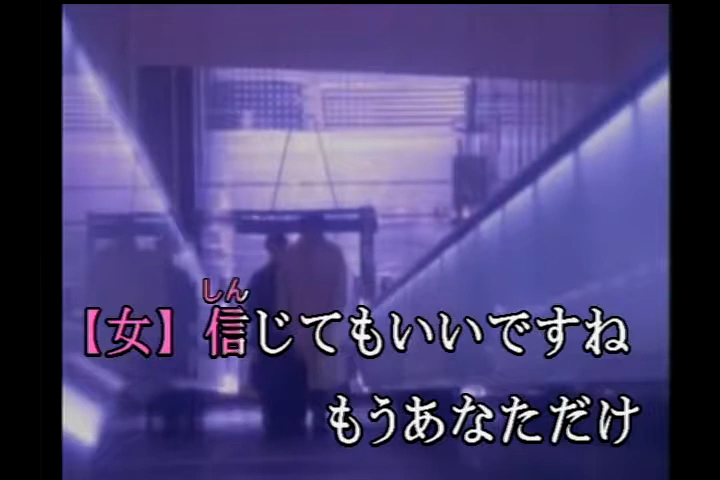 しん
【女】信じてもいいですね
もうあなただけ